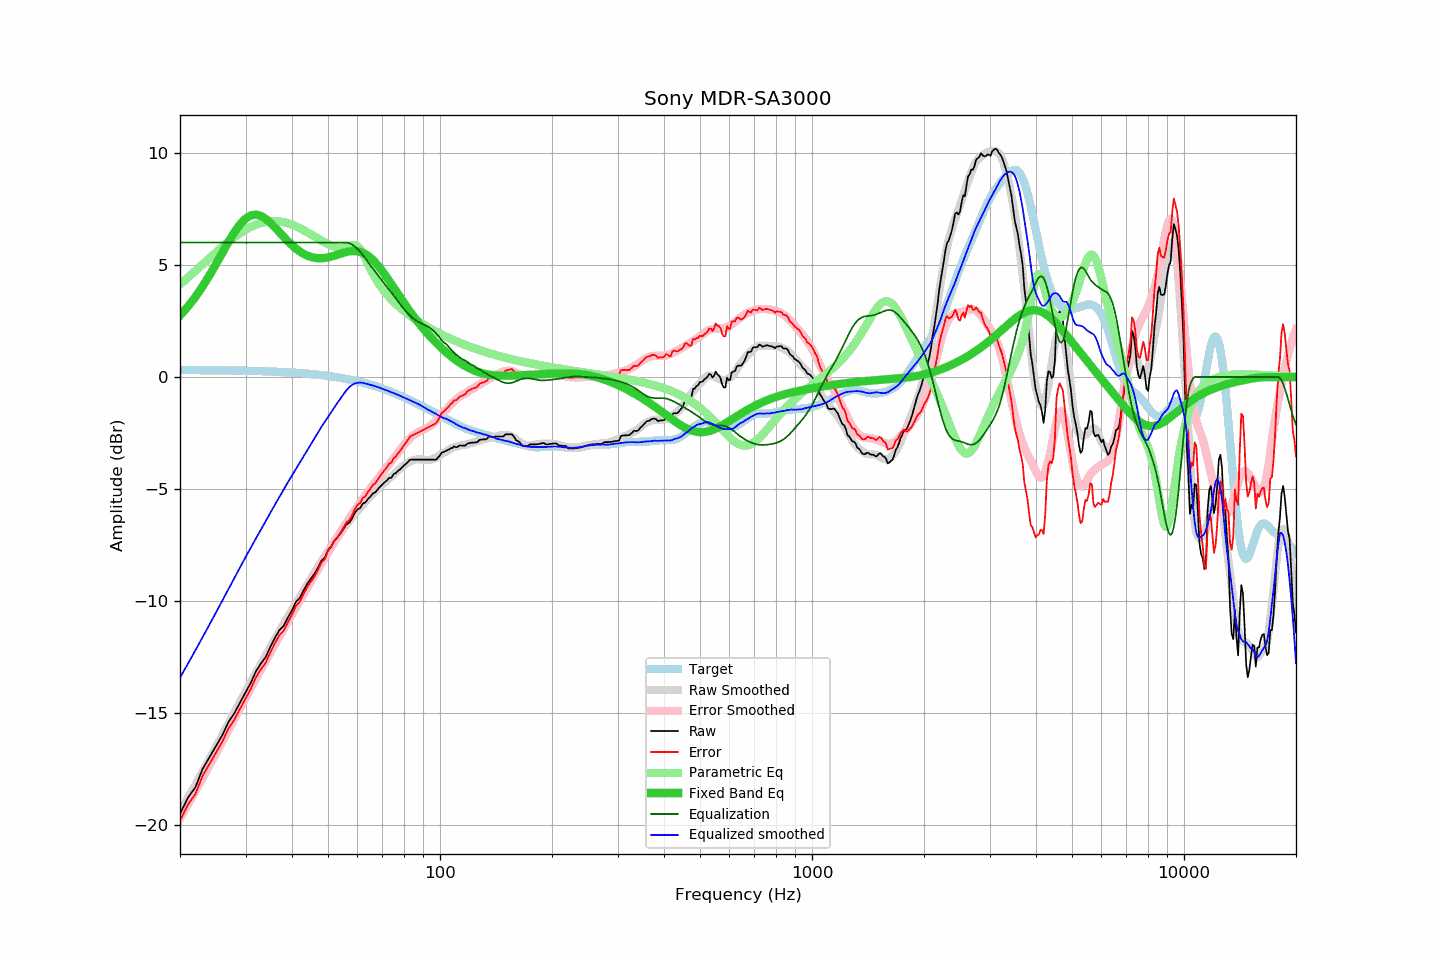 Sony MDR-SA3000
Amplitude (dBr)
10
5
0
−5
−10
−15
−20
Target
Raw Smoothed
Error Smoothed
Raw
Error
Parametric Eq
Fixed Band Eq
Equalization
Equalized smoothed
100
1000
10000
Frequency (Hz)